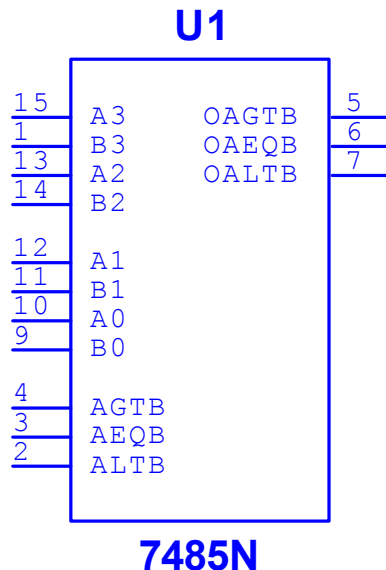 U1
15 A3 OAGTB 5
1 B3 OAEQB 6
13 A2 OALTB 7
14 B2
12 A1
11 B1
10 A0
9 B0
4 AGTB
3 AEQB
2 ALTB
7485N